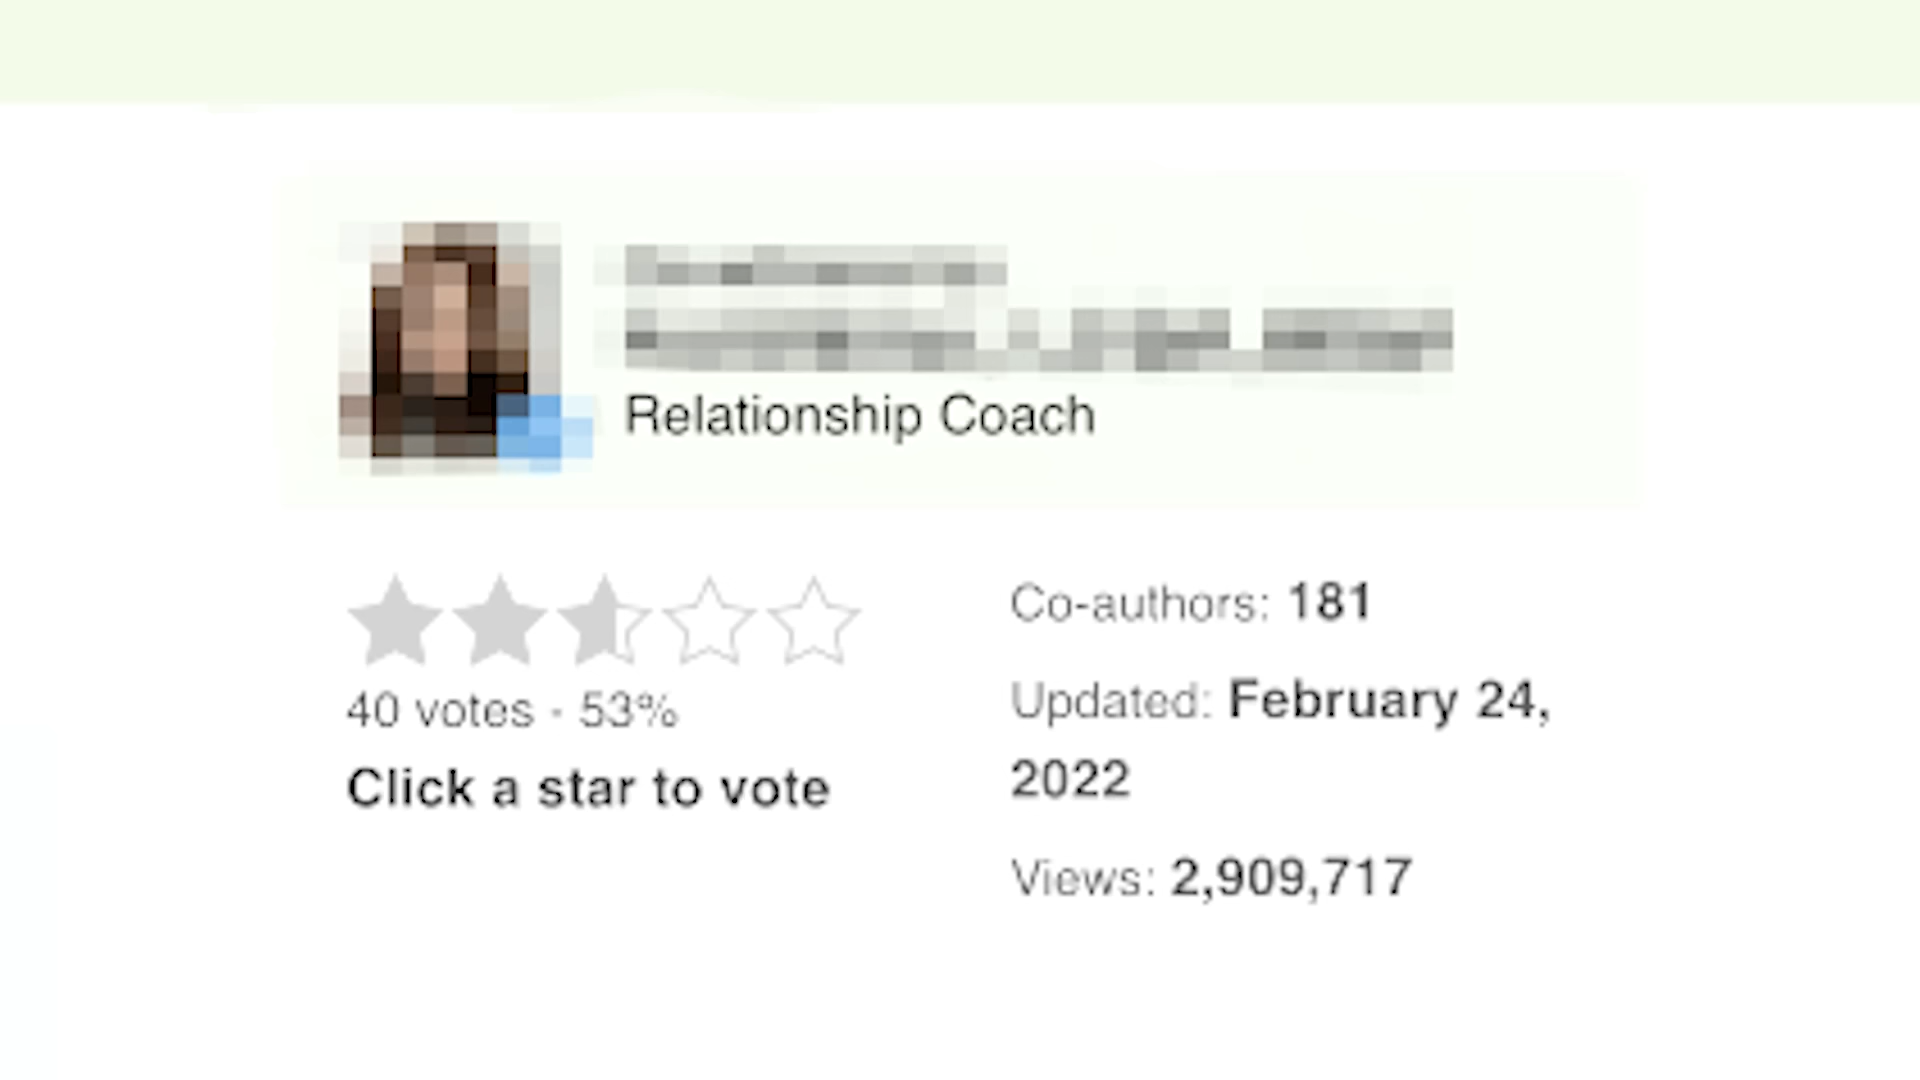 Relationship Coach
40 votes - 53%
Click a star to vote
Co-authors: 181
Updated: February 24,
2022
Views: 2,909,717